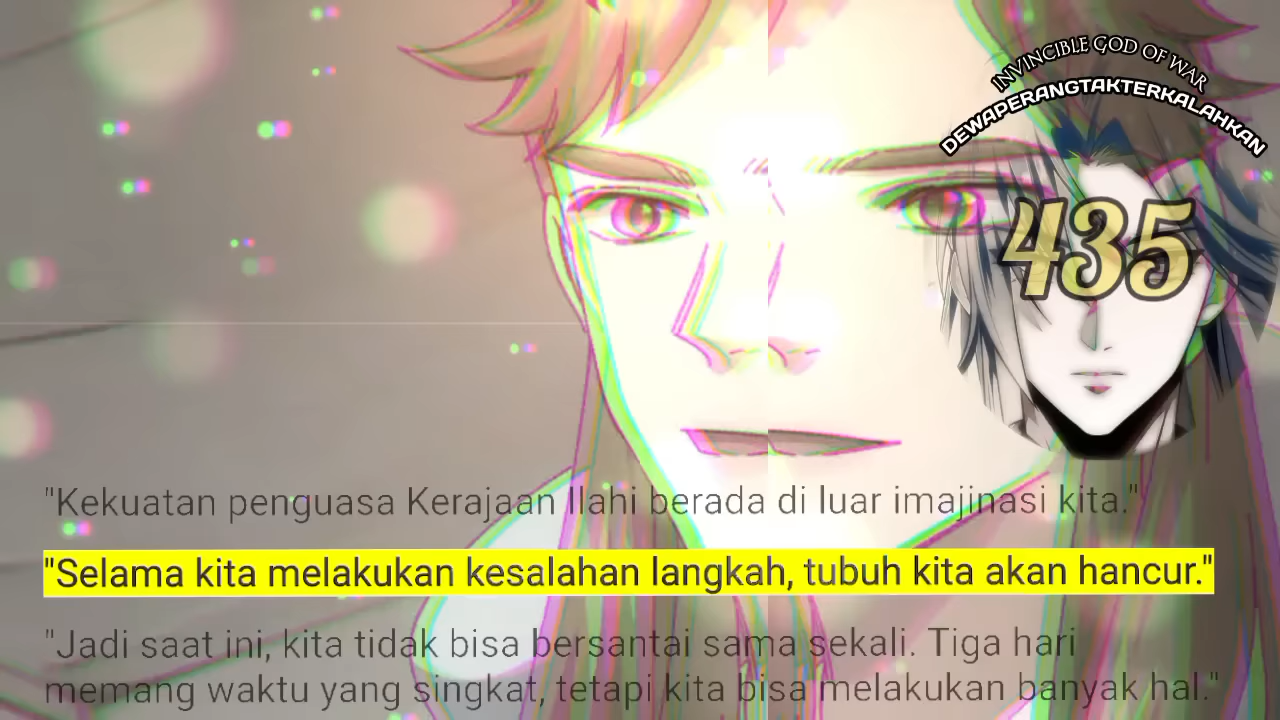 INVINCIBLE GOD OF WAR
DEWAPERANGTAKTERKALAHKAN
435
"Kekuatan penguasa Kerajaan Ilahi berada di luar imajinasi kita."
"Selama kita melakukan kesalahan langkah, tubuh kita akan hancur."
"Jadi saat ini, kita tidak bisa bersantai sama sekali. Tiga hari
memang waktu yang singkat, tetapi kita bisa melakukan banyak hal."